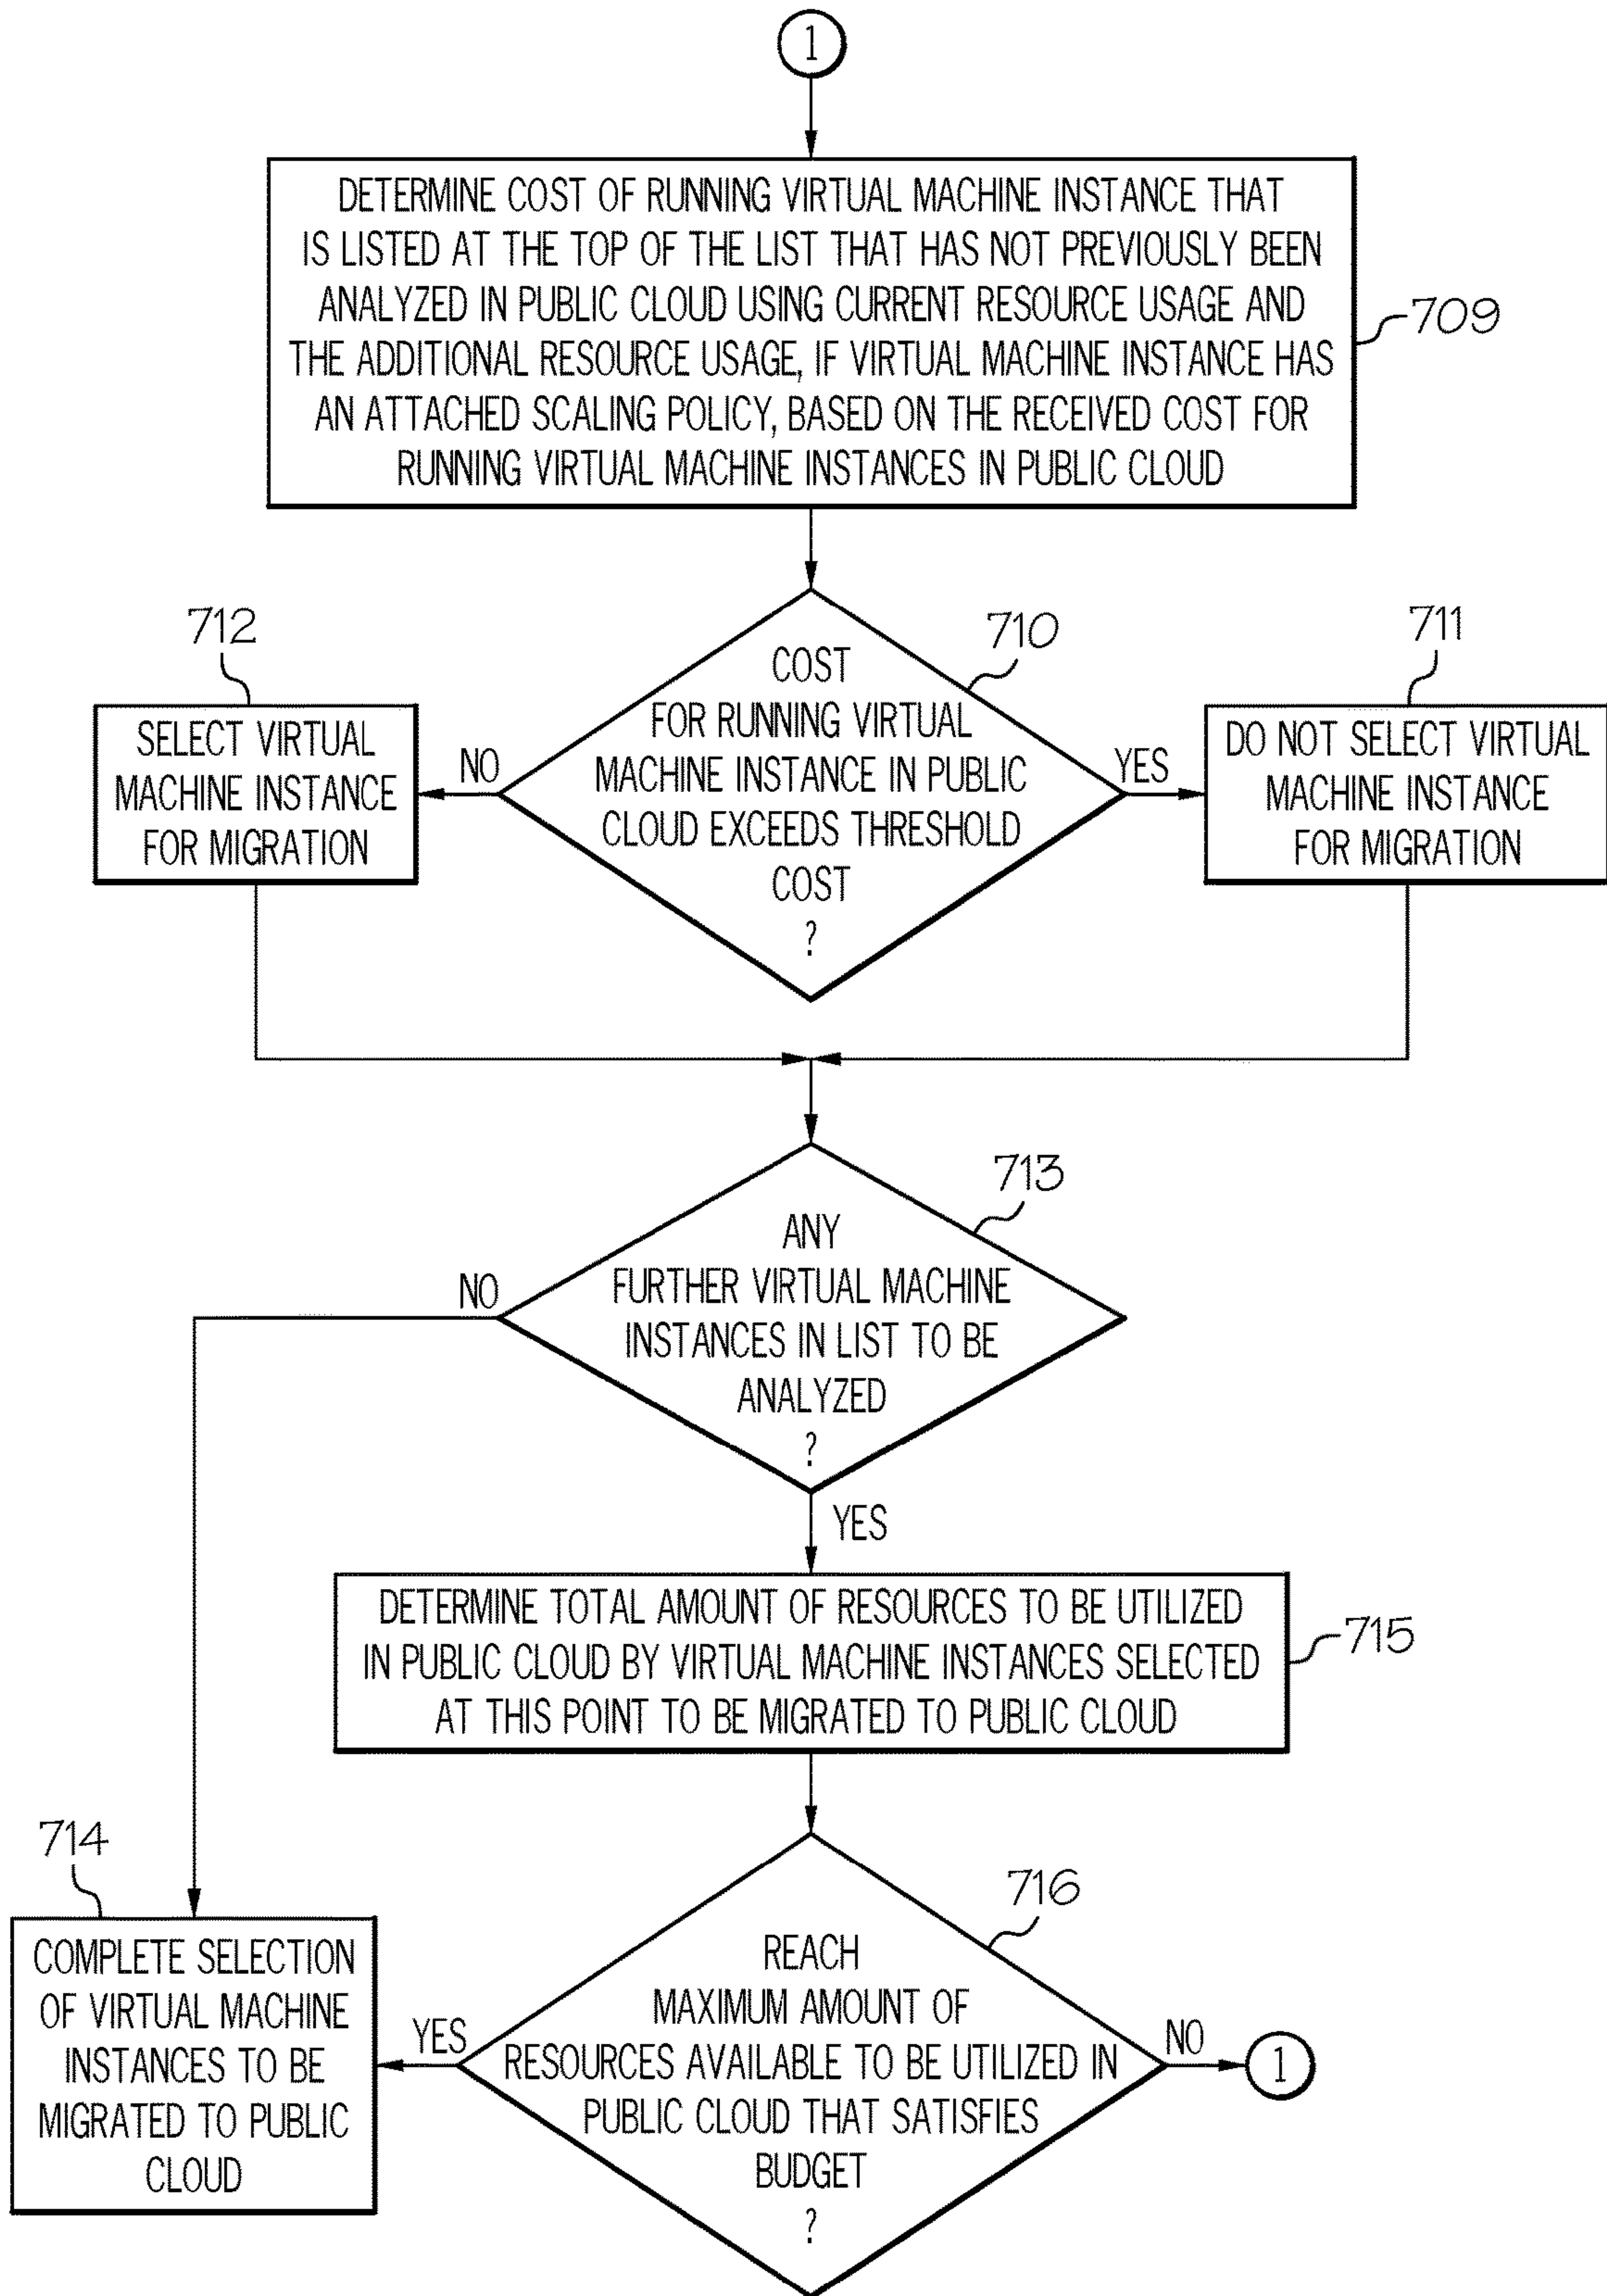 1
DETERMINE COST OF RUNNING VIRTUAL MACHINE INSTANCE THAT
IS LISTED AT THE TOP OF THE LIST THAT HAS NOT PREVIOUSLY BEEN
ANALYZED IN PUBLIC CLOUD USING CURRENT RESOURCE USAGE AND
THE ADDITIONAL RESOURCE USAGE, IF VIRTUAL MACHINE INSTANCE HAS
AN ATTACHED SCALING POLICY, BASED ON THE RECEIVED COST FOR
RUNNING VIRTUAL MACHINE INSTANCES IN PUBLIC CLOUD
709
712
SELECT VIRTUAL
MACHINE INSTANCE
FOR MIGRATION
NO
710
COST
FOR RUNNING VIRTUAL
MACHINE INSTANCE IN PUBLIC
CLOUD EXCEEDS THRESHOLD
COST
?
YES
711
DO NOT SELECT VIRTUAL
MACHINE INSTANCE
FOR MIGRATION
713
ANY
FURTHER VIRTUAL MACHINE
INSTANCES IN LIST TO BE
ANALYZED
?
NO
YES
DETERMINE TOTAL AMOUNT OF RESOURCES TO BE UTILIZED
IN PUBLIC CLOUD BY VIRTUAL MACHINE INSTANCES SELECTED
AT THIS POINT TO BE MIGRATED TO PUBLIC CLOUD
715
714
COMPLETE SELECTION
OF VIRTUAL MACHINE
INSTANCES TO BE
MIGRATED TO PUBLIC
CLOUD
YES
716
REACH
MAXIMUM AMOUNT OF
RESOURCES AVAILABLE TO BE UTILIZED IN
PUBLIC CLOUD THAT SATISFIES
BUDGET
?
NO
1